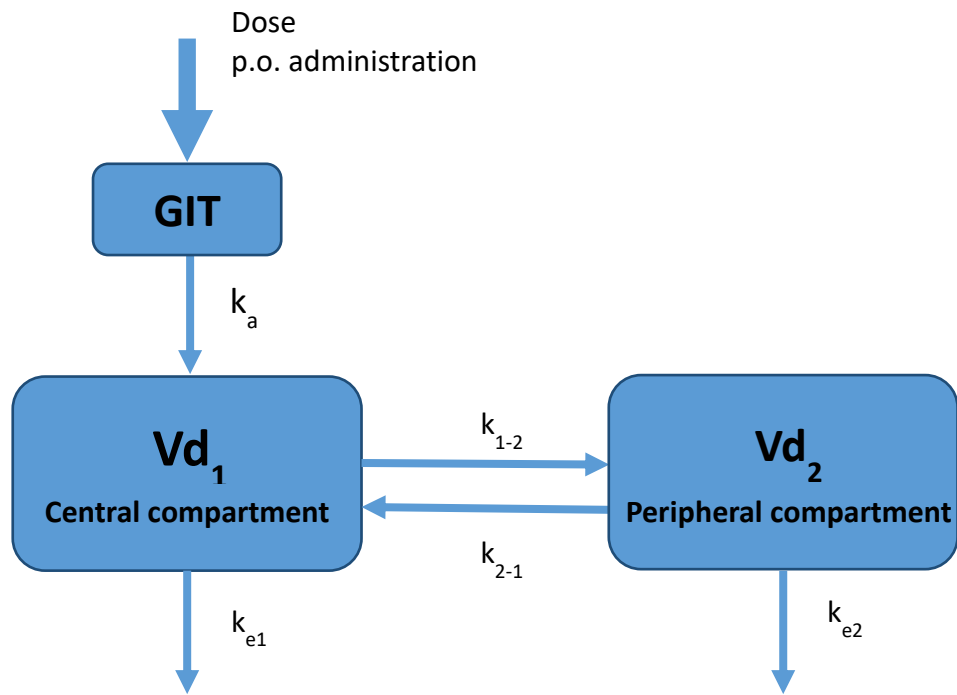 Dose
p.o. administration
GIT
kₐ
Vd₁
Central compartment
k₁₋₂
k₂₋₁
Vd₂
Peripheral compartment
kₑ₁
kₑ₂